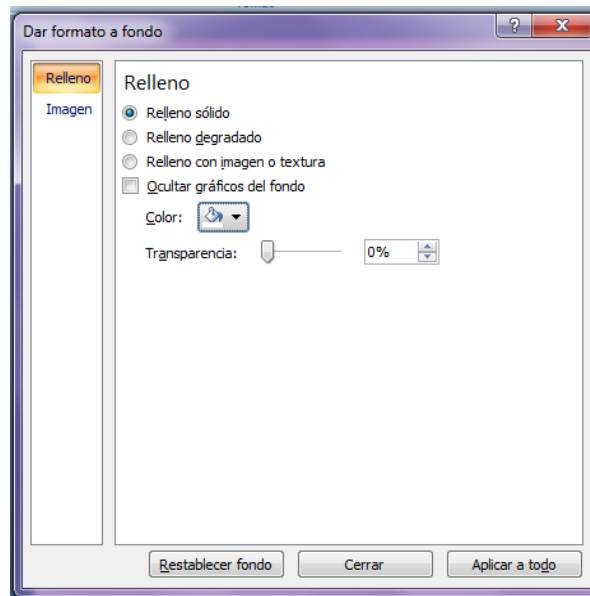 Dar formato a fondo
Relleno
Imagen
Relleno
Relleno sólido
Relleno degradado
Relleno con imagen o textura
Ocultar gráficos del fondo
Color:
Transparencia:
0%
Restablecer fondo
Cerrar
Aplicar a todo